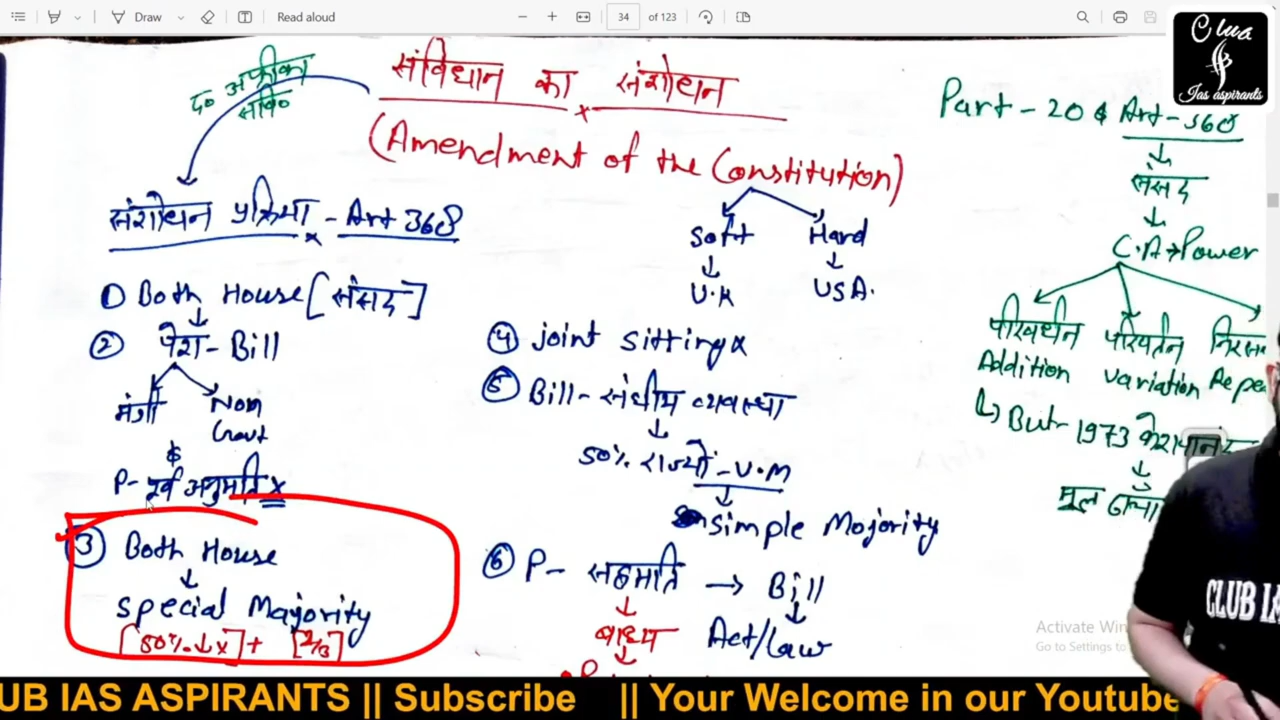 Draw
Read aloud
34 of 123
Clua
Ias aspirants
द० अफ्रीका
संवि०
संविधान का संशोधन
(Amendment of the Constitution)
Soft Hard
U.K USA.
Part-20 & Art-368
संसद
C.A → Power
परिवर्धन परिवर्तन
Addition variation Repe
But- 1973 केशवानन्द
मूल ढाँचा
संशोधन प्रक्रिया - Art 368
① Both House [संसद]
② पेश - Bill
मंत्री Non Govt
&
P- पूर्व अनुमति x
③ Both House
Special Majority
[50%↓x] + [2/3]
④ joint sitting x
⑤ Bill- संघीय व्यवस्था
50% राज्यों - V.M
simple Majority
⑥ P- सहमति → Bill
बाध्य Act/Law
Activate Win
Go to Settings to
CLUB IA
UB IAS ASPIRANTS || Subscribe || Your Welcome in our Youtube